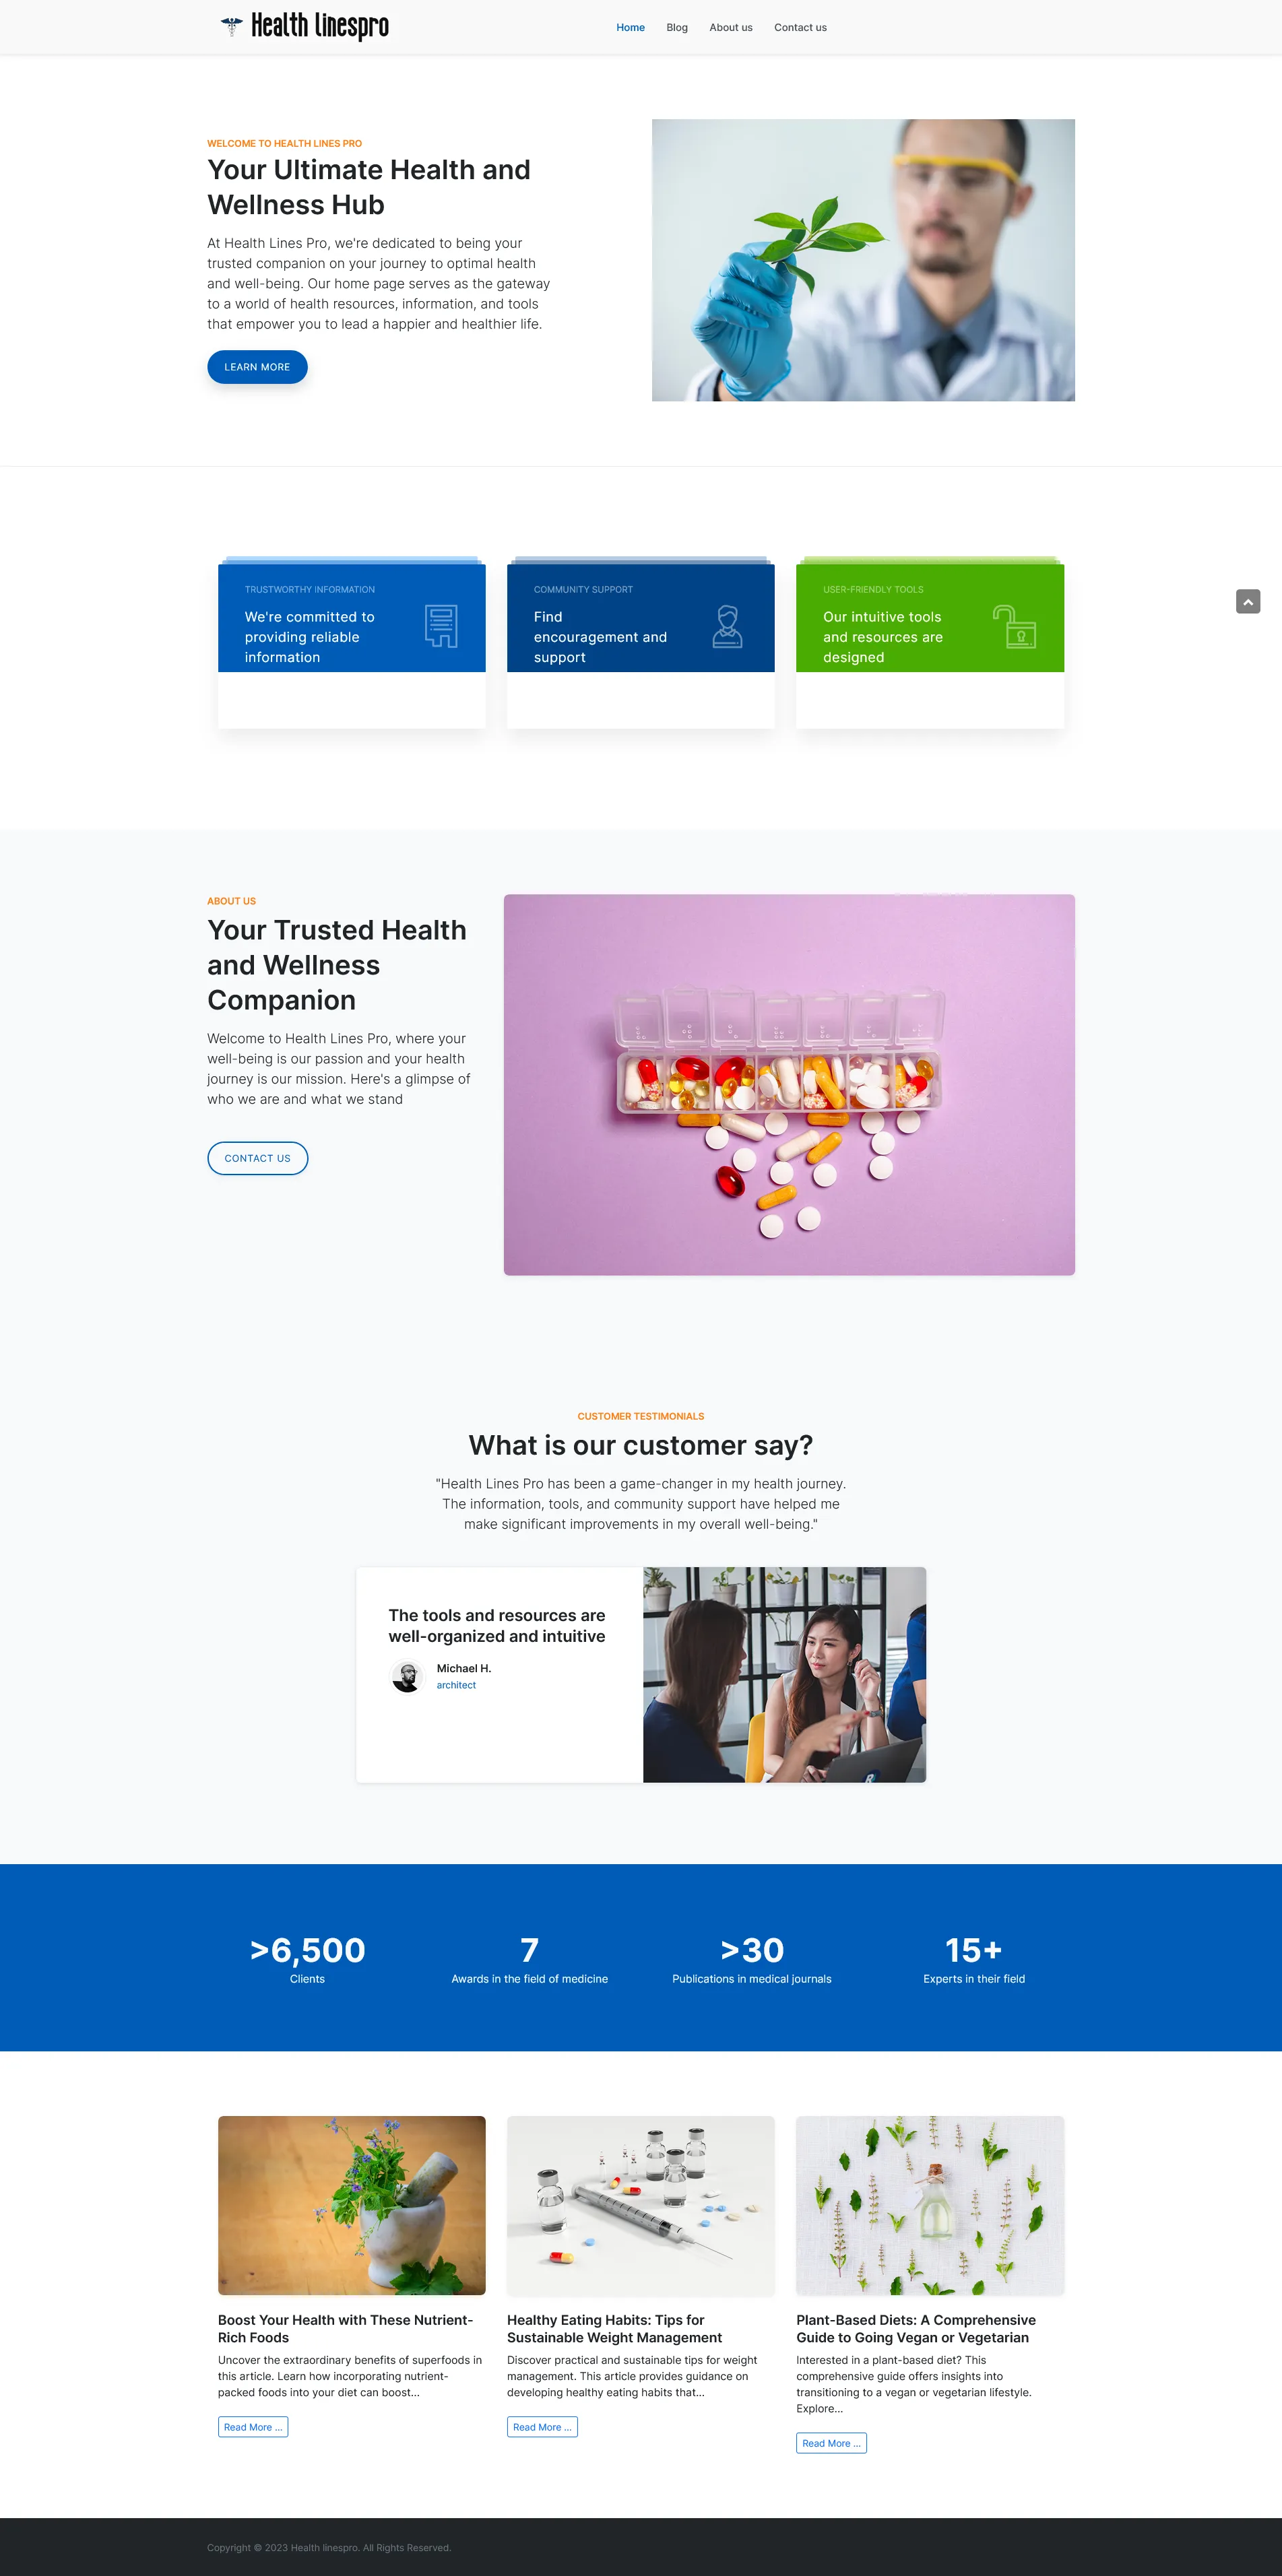 Health linespro
Home
Blog
About us
Contact us
WELCOME TO HEALTH LINES PRO
Your Ultimate Health and
Wellness Hub
At Health Lines Pro, we're dedicated to being your
trusted companion on your journey to optimal health
and well-being. Our home page serves as the gateway
to a world of health resources, information, and tools
that empower you to lead a happier and healthier life.
LEARN MORE
TRUSTWORTHY INFORMATION
We're committed to
providing reliable
information
COMMUNITY SUPPORT
Find
encouragement and
support
USER-FRIENDLY TOOLS
Our intuitive tools
and resources are
designed
ABOUT US
Your Trusted Health
and Wellness
Companion
Welcome to Health Lines Pro, where your
well-being is our passion and your health
journey is our mission. Here's a glimpse of
who we are and what we stand
CONTACT US
CUSTOMER TESTIMONIALS
What is our customer say?
"Health Lines Pro has been a game-changer in my health journey.
The information, tools, and community support have helped me
make significant improvements in my overall well-being."
The tools and resources are
well-organized and intuitive
Michael H.
architect
>6,500
Clients
7
Awards in the field of medicine
>30
Publications in medical journals
15+
Experts in their field
Boost Your Health with These Nutrient-
Rich Foods
Uncover the extraordinary benefits of superfoods in
this article. Learn how incorporating nutrient-
packed foods into your diet can boost...
Read More ...
Healthy Eating Habits: Tips for
Sustainable Weight Management
Discover practical and sustainable tips for weight
management. This article provides guidance on
developing healthy eating habits that...
Read More ...
Plant-Based Diets: A Comprehensive
Guide to Going Vegan or Vegetarian
Interested in a plant-based diet? This
comprehensive guide offers insights into
transitioning to a vegan or vegetarian lifestyle.
Explore...
Read More ...
Copyright © 2023 Health linespro. All Rights Reserved.